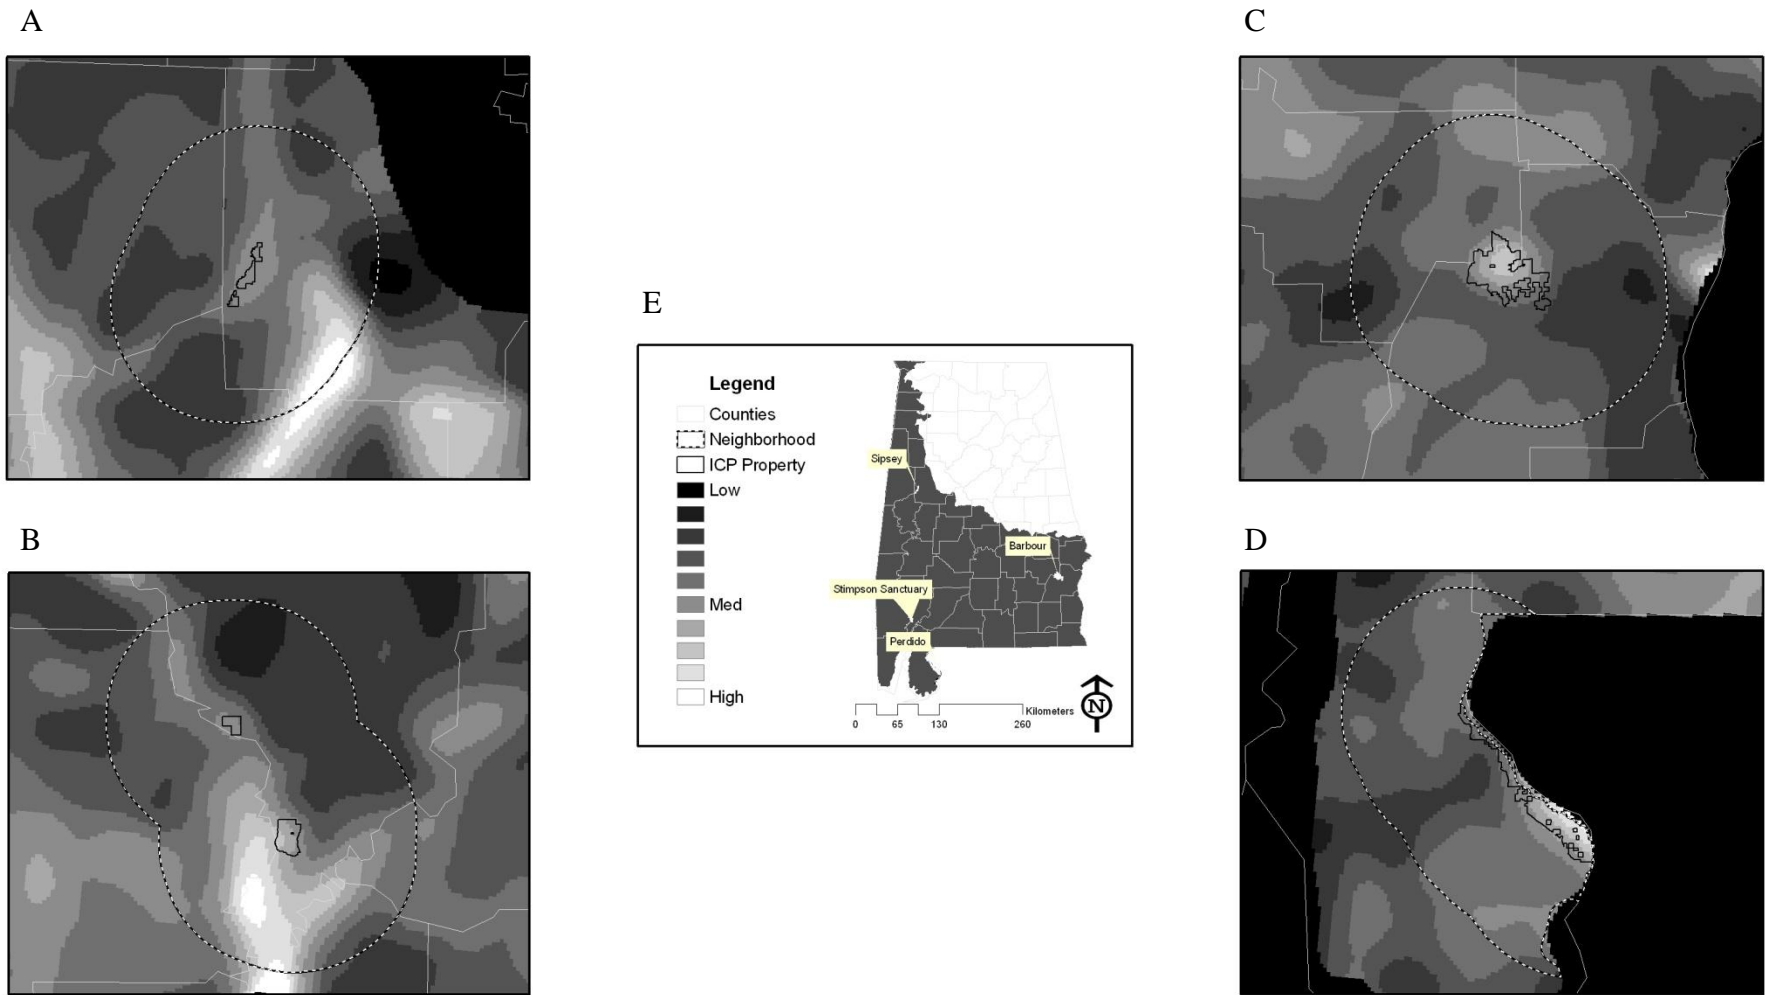 A
C
E
Legend
Counties
Neighborhood
ICP Property
Low
Med
High
Sipsey
Barbour
Stimpson Sanctuary
Perdido
Kilometers
0 65 130 260
N
B
D